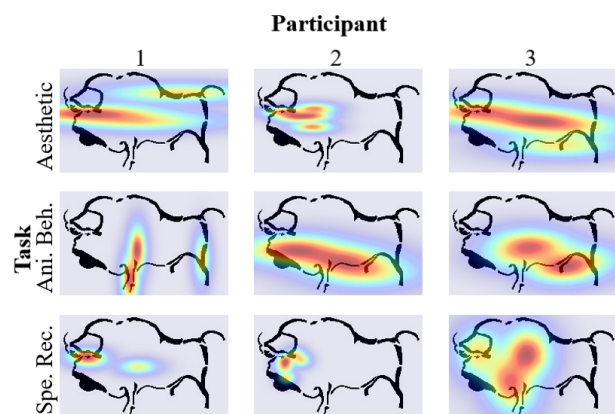 Participant
1 2 3
Task
Aesthetic
Ani. Beh.
Spe. Rec.